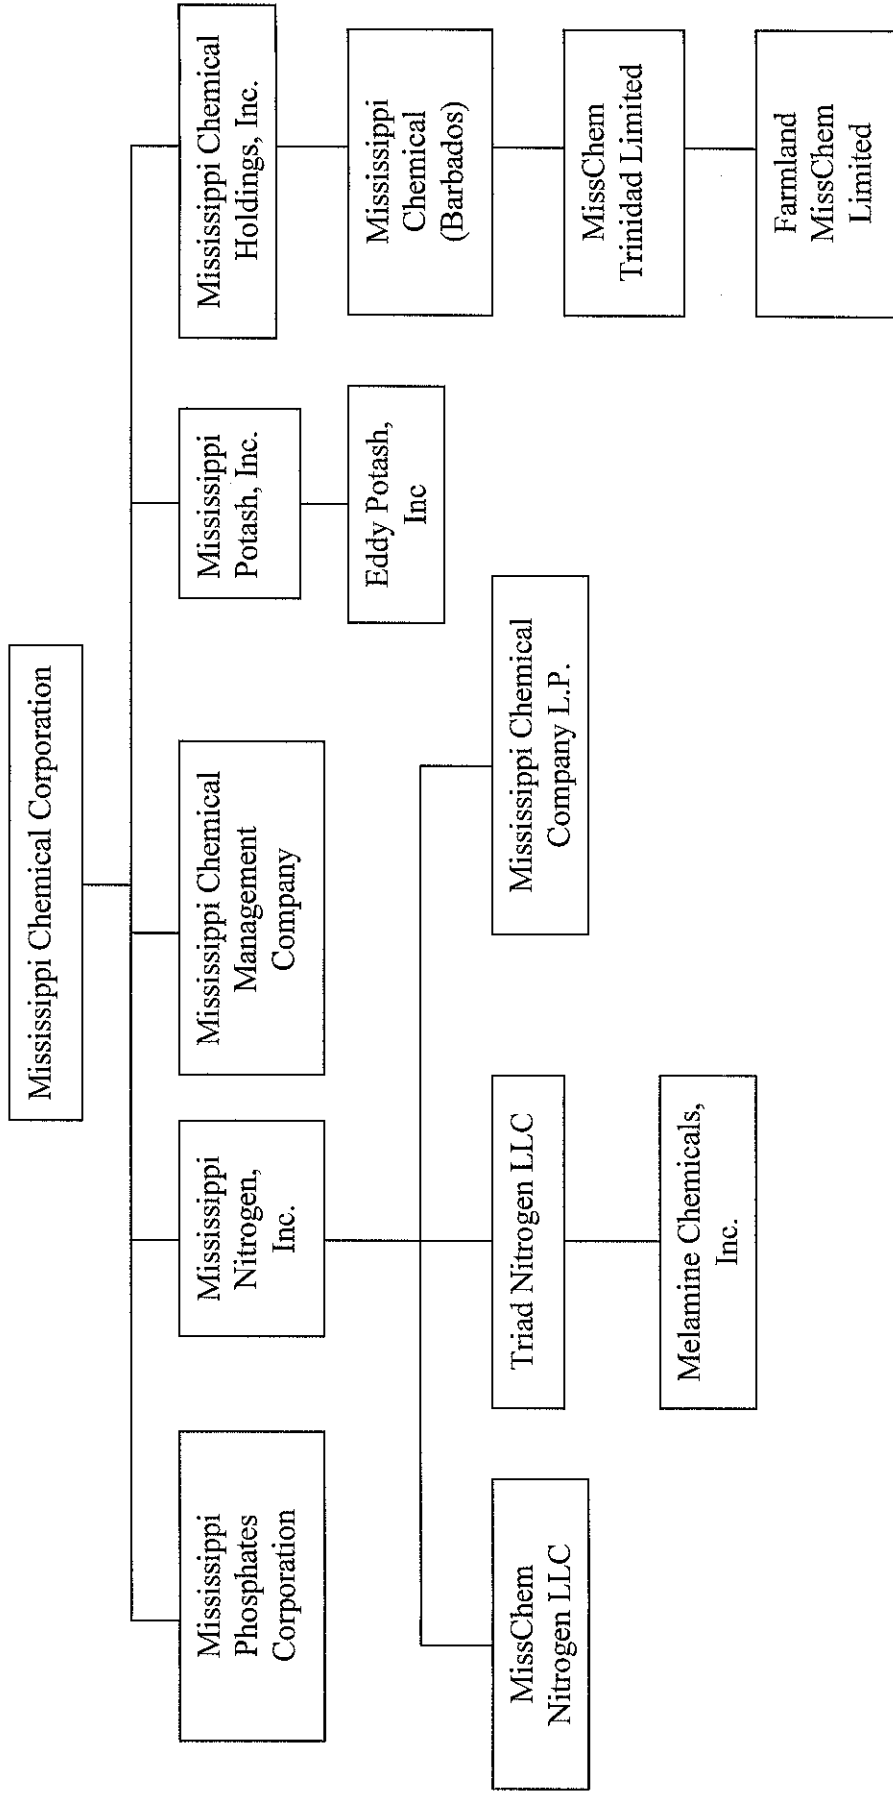 Mississippi Chemical Corporation
Mississippi
Phosphates
Corporation
Mississippi
Nitrogen,
Inc.
Mississippi Chemical
Management
Company
Mississippi
Potash, Inc.
Mississippi Chemical
Holdings, Inc.
Eddy Potash,
Inc
Mississippi
Chemical
(Barbados)
MissChem
Nitrogen LLC
Triad Nitrogen LLC
Mississippi Chemical
Company L.P.
MissChem
Trinidad Limited
Melamine Chemicals,
Inc.
Farmland
MissChem
Limited